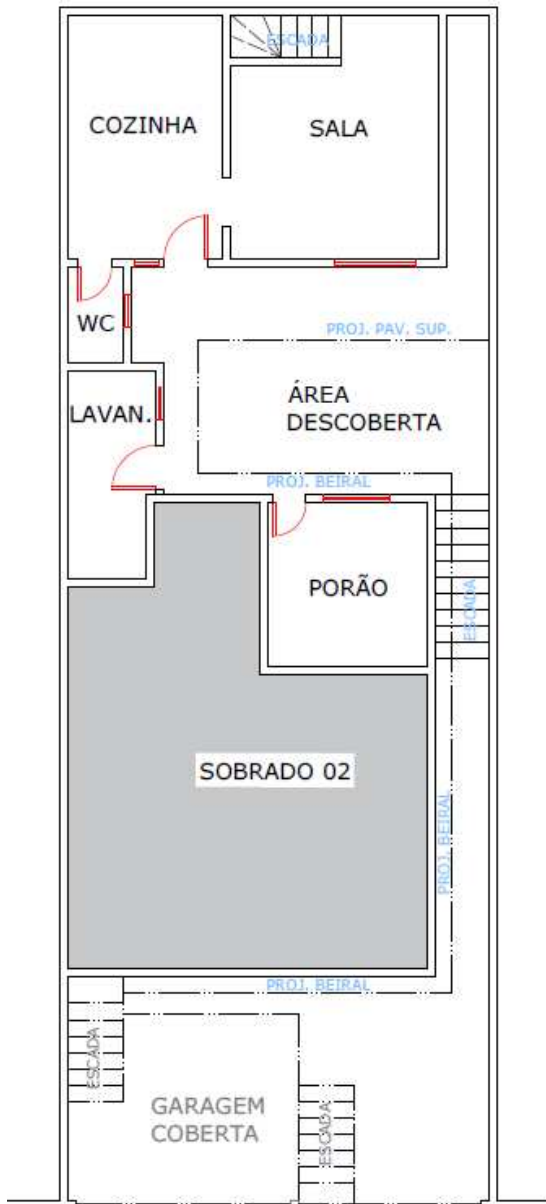 ESCADA
COZINHA
SALA
WC
PROJ. PAV. SUP.
LAVAN.
ÁREA
DESCOBERTA
PROJ. BEIRAL
PORÃO
ESCADA
SOBRADO 02
PROJ. BEIRAL
PROJ. BEIRAL
ESCADA
GARAGEM
COBERTA
ESCADA